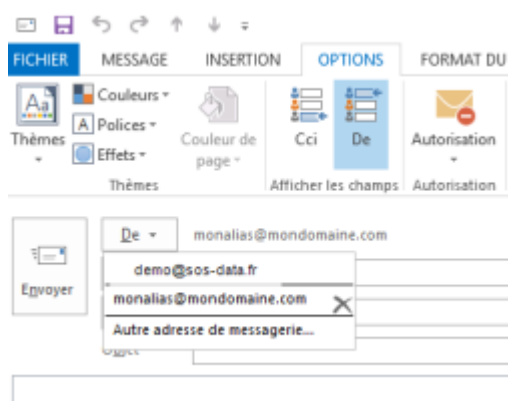 FICHIER MESSAGE INSERTION OPTIONS FORMAT DU
Aa Couleurs
A Polices
Effets
Thèmes
Couleur de page
Cci
De
Autorisation
Thèmes Afficher les champs Autorisation
De monalias@mondomaine.com
demo@sos-data.fr
Envoyer
monalias@mondomaine.com
Autre adresse de messagerie...